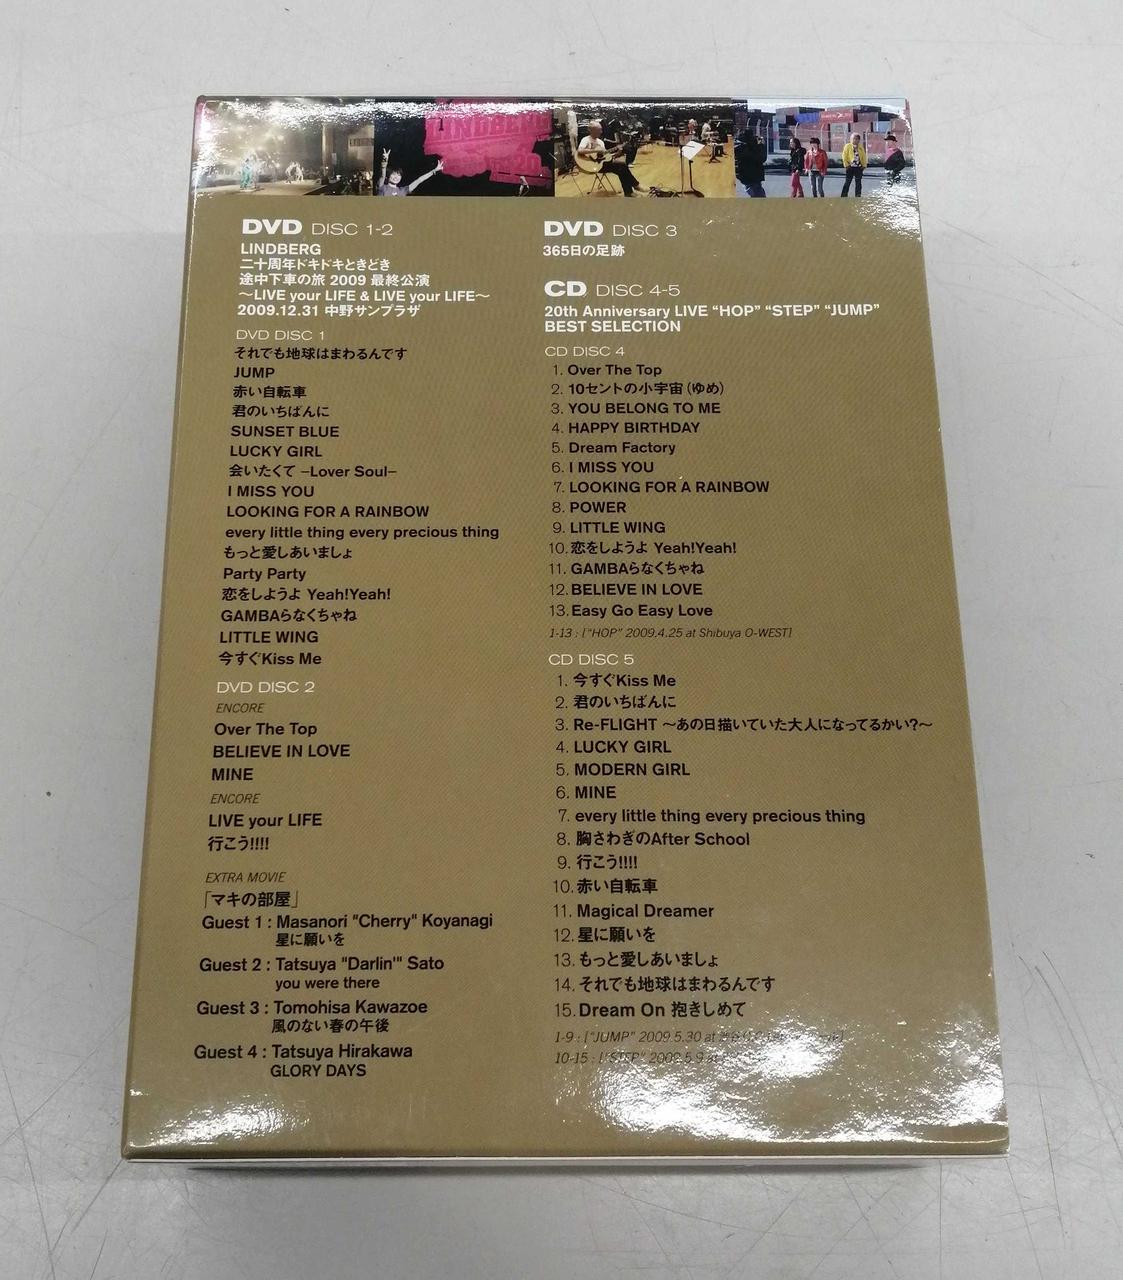 LINDBERG
20
DVD DISC 1-2
LINDBERG
二十周年ドキドキときどき
途中下車の旅 2009 最終公演
〜LIVE your LIFE & LIVE your LIFE〜
2009.12.31 中野サンプラザ
DVD DISC 1
それでも地球はまわるんです
JUMP
赤い自転車
君のいちばんに
SUNSET BLUE
LUCKY GIRL
会いたくて –Lover Soul–
I MISS YOU
LOOKING FOR A RAINBOW
every little thing every precious thing
もっと愛しあいましょ
Party Party
恋をしようよ Yeah!Yeah!
GAMBAらなくちゃね
LITTLE WING
今すぐKiss Me
DVD DISC 2
ENCORE
Over The Top
BELIEVE IN LOVE
MINE
ENCORE
LIVE your LIFE
行こう!!!!
EXTRA MOVIE
「マキの部屋」
Guest 1 : Masanori "Cherry" Koyanagi
星に願いを
Guest 2 : Tatsuya "Darlin'" Sato
you were there
Guest 3 : Tomohisa Kawazoe
風のない春の午後
Guest 4 : Tatsuya Hirakawa
GLORY DAYS
DVD DISC 3
365日の足跡
CD DISC 4-5
20th Anniversary LIVE “HOP” “STEP” “JUMP”
BEST SELECTION
CD DISC 4
1. Over The Top
2. 10セントの小宇宙(ゆめ)
3. YOU BELONG TO ME
4. HAPPY BIRTHDAY
5. Dream Factory
6. I MISS YOU
7. LOOKING FOR A RAINBOW
8. POWER
9. LITTLE WING
10. 恋をしようよ Yeah!Yeah!
11. GAMBAらなくちゃね
12. BELIEVE IN LOVE
13. Easy Go Easy Love
1-13 : [“HOP” 2009.4.25 at Shibuya O-WEST]
CD DISC 5
1. 今すぐKiss Me
2. 君のいちばんに
3. Re-FLIGHT 〜あの日描いていた大人になってるかい?〜
4. LUCKY GIRL
5. MODERN GIRL
6. MINE
7. every little thing every precious thing
8. 胸さわぎのAfter School
9. 行こう!!!!
10. 赤い自転車
11. Magical Dreamer
12. 星に願いを
13. もっと愛しあいましょ
14. それでも地球はまわるんです
15. Dream On 抱きしめて
1-9 : [“JUMP” 2009.5.30 at
10-15 : [“STEP” 2009.5.9 at